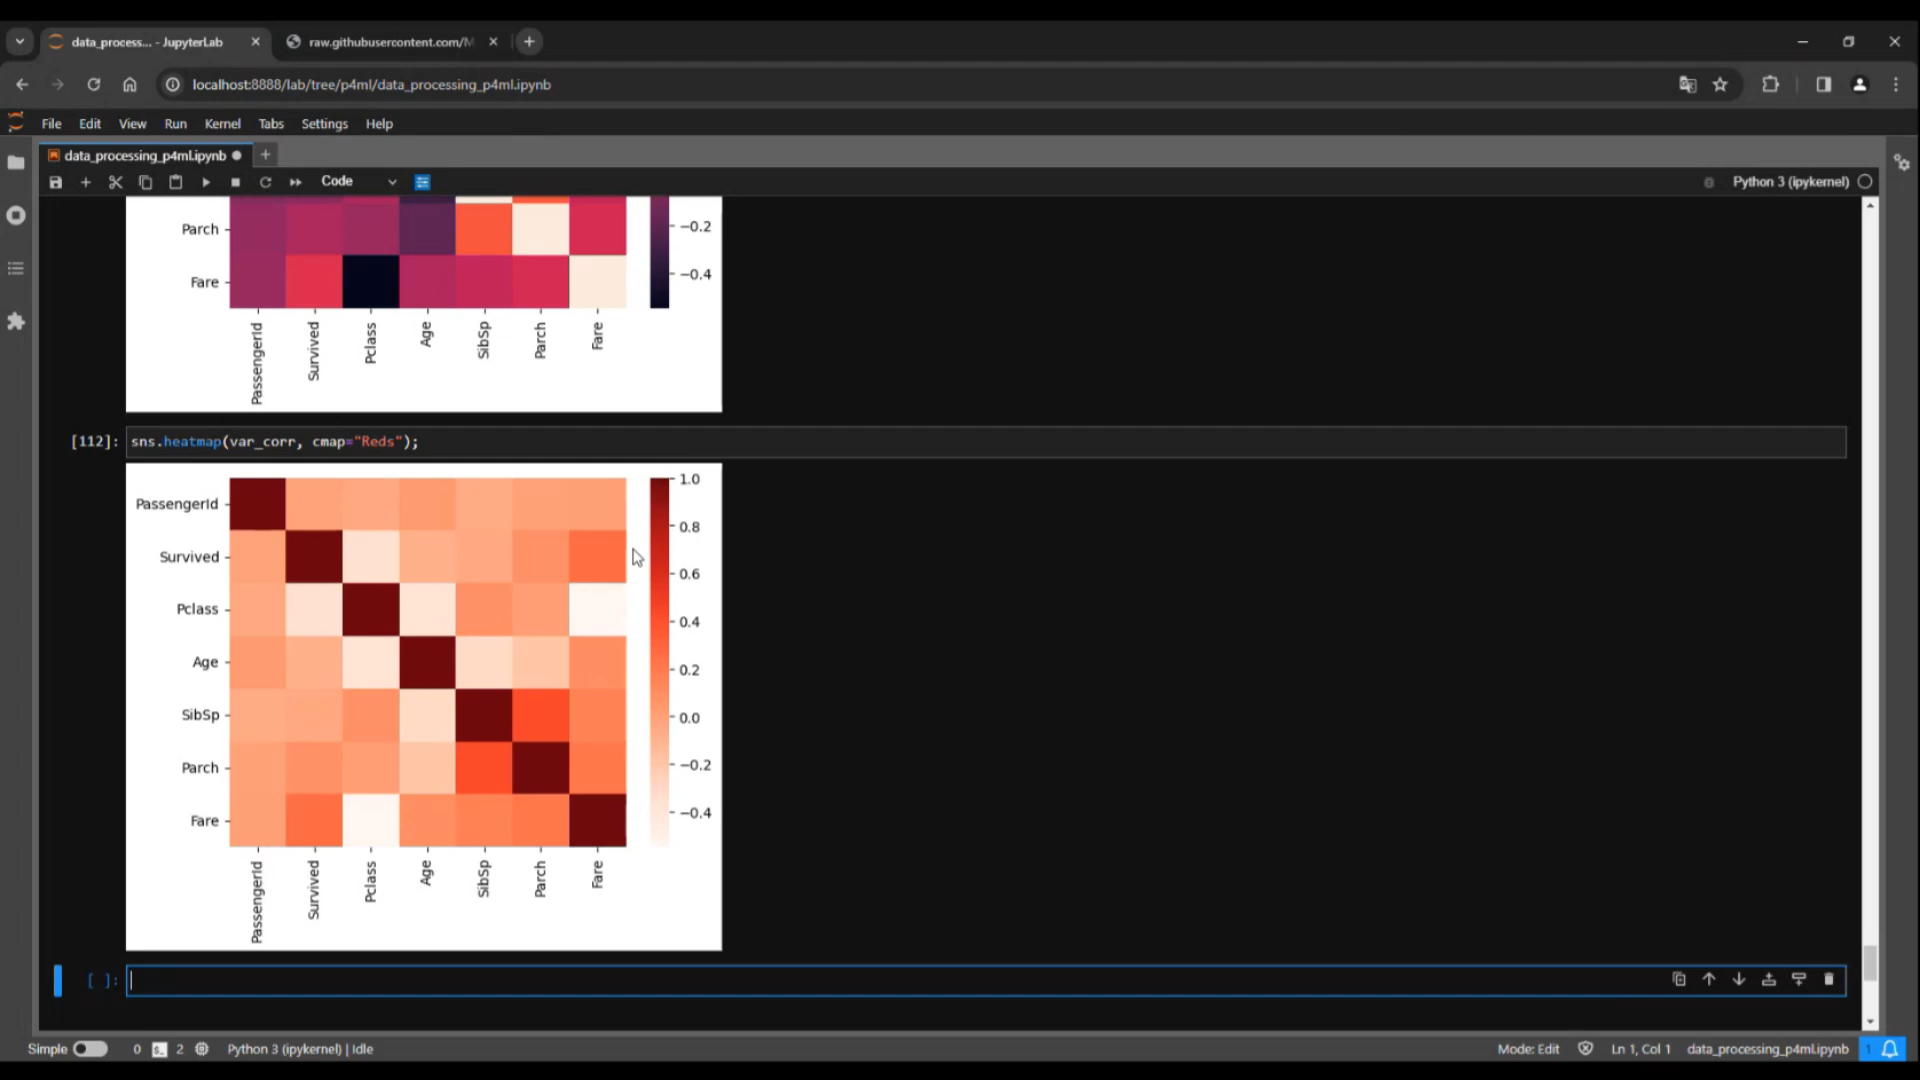 data_process... - JupyterLab
raw.githubusercontent.com/M
localhost:8888/lab/tree/p4ml/data_processing_p4ml.ipynb
File Edit View Run Kernel Tabs Settings Help
data_processing_p4ml.ipynb
Code
Python 3 (ipykernel)
Parch
Fare
−0.2
−0.4
PassengerId Survived Pclass Age SibSp Parch Fare
[112]: sns.heatmap(var_corr, cmap="Reds");
PassengerId
Survived
Pclass
Age
SibSp
Parch
Fare
1.0
0.8
0.6
0.4
0.2
0.0
−0.2
−0.4
PassengerId Survived Pclass Age SibSp Parch Fare
[ ]:
Simple 0 2 Python 3 (ipykernel) | Idle Mode: Edit Ln 1, Col 1 data_processing_p4ml.ipynb 1